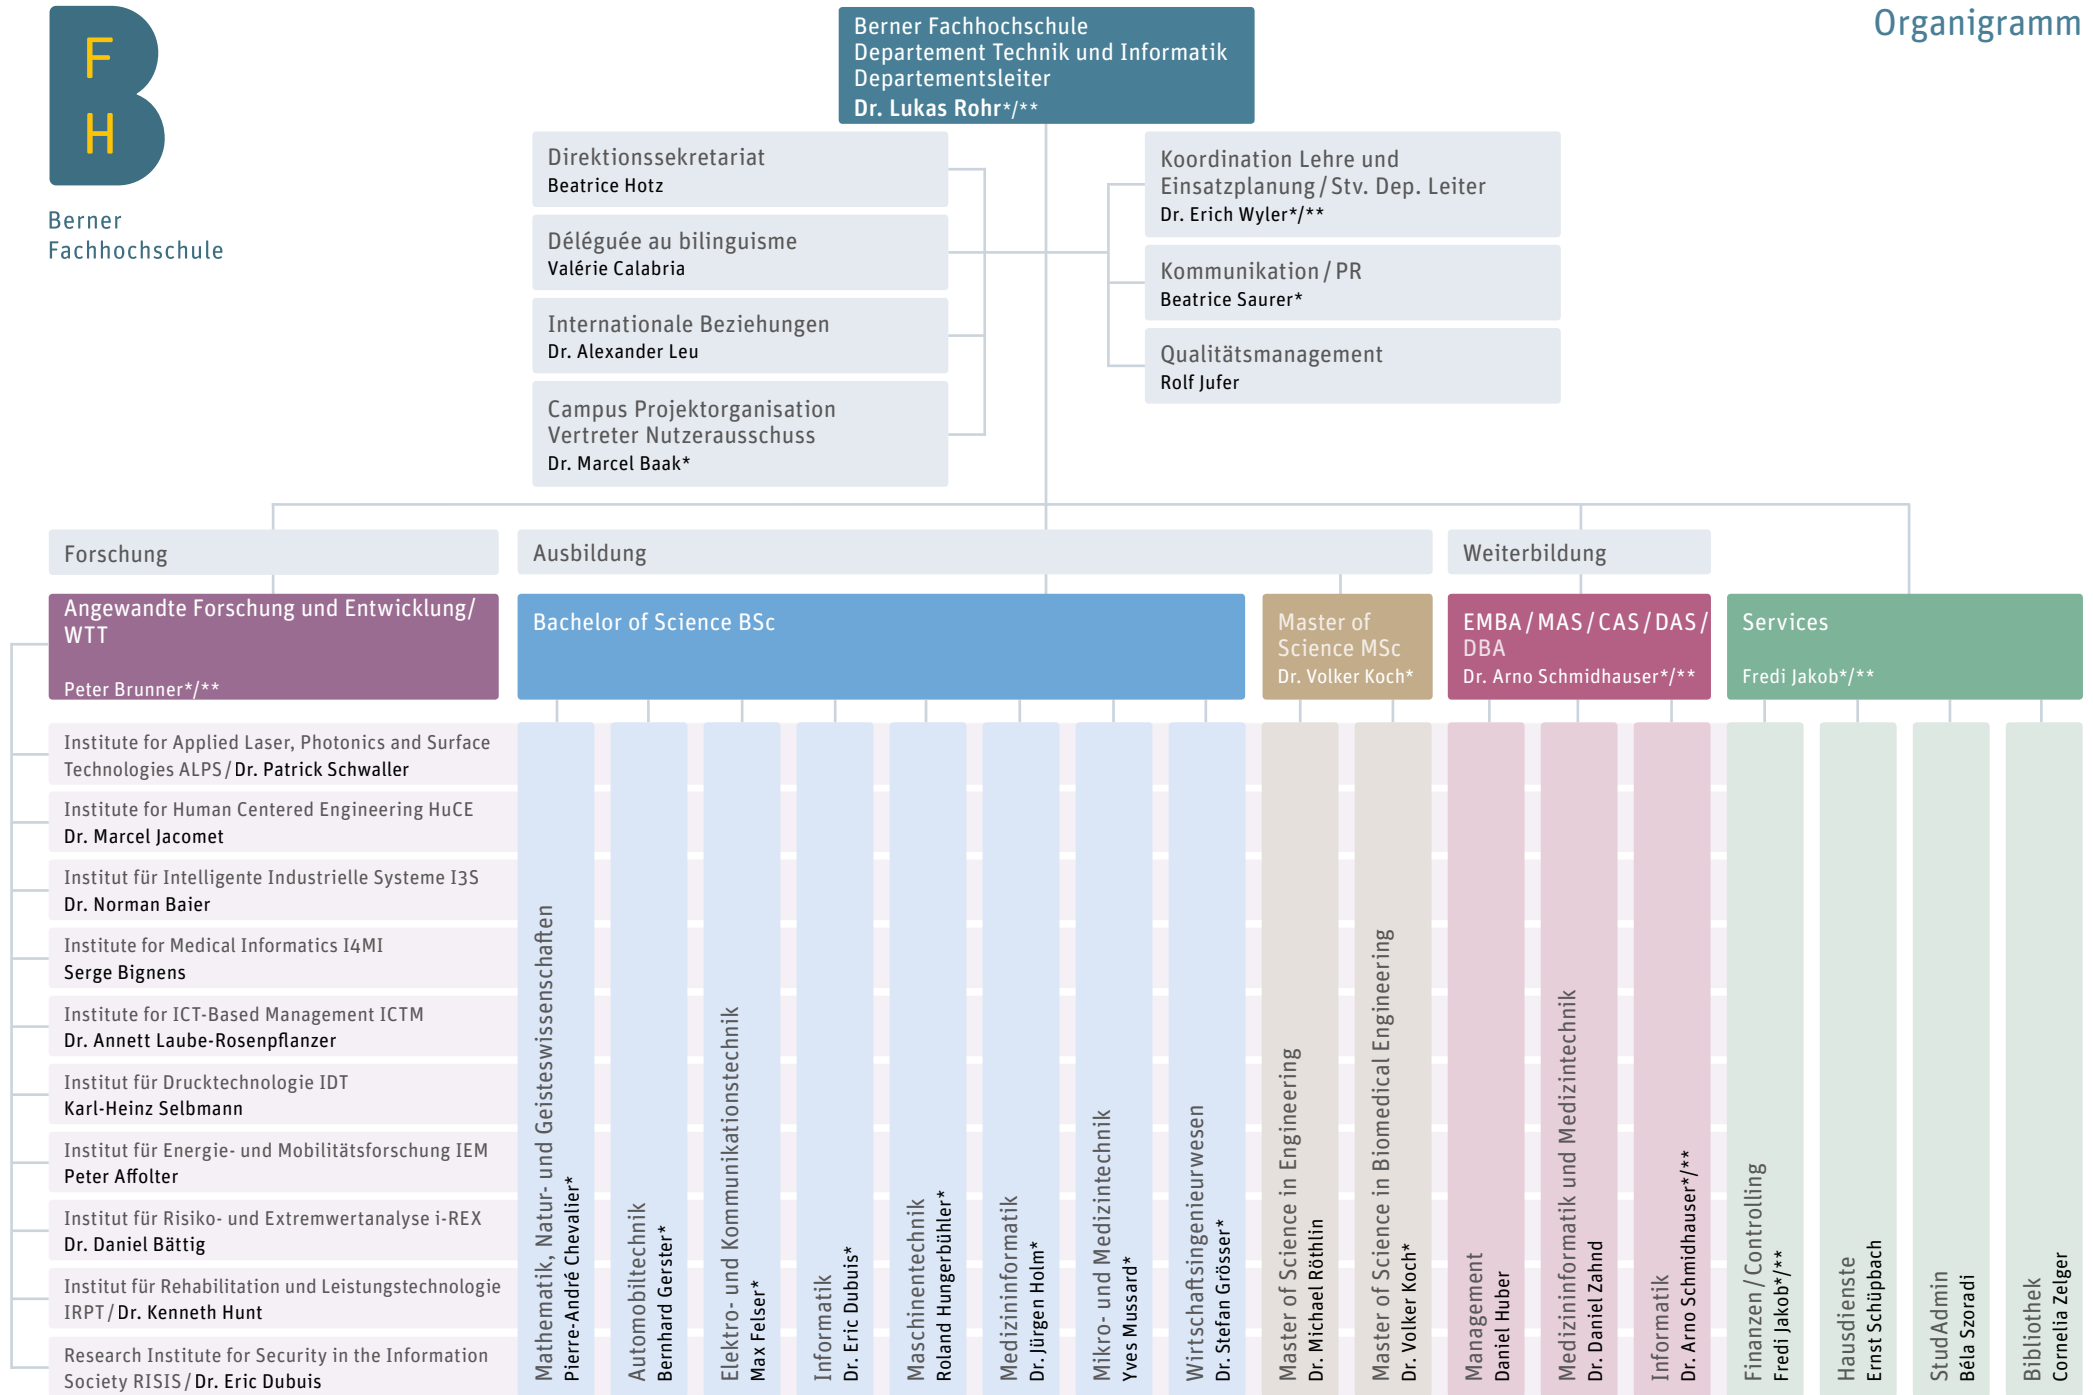 F
H
Berner
Fachhochschule
Organigramm
Berner Fachhochschule
Departement Technik und Informatik
Departementsleiter
Dr. Lukas Rohr*/**
Direktionssekretariat
Beatrice Hotz
Déléguée au bilinguisme
Valérie Calabria
Internationale Beziehungen
Dr. Alexander Leu
Campus Projektorganisation
Vertreter Nutzerausschuss
Dr. Marcel Baak*
Koordination Lehre und
Einsatzplanung / Stv. Dep. Leiter
Dr. Erich Wyler*/**
Kommunikation / PR
Beatrice Saurer*
Qualitätsmanagement
Rolf Jufer
Forschung
Ausbildung
Weiterbildung
Angewandte Forschung und Entwicklung/
WTT
Peter Brunner*/**
Bachelor of Science BSc
Master of
Science MSc
Dr. Volker Koch*
EMBA / MAS / CAS / DAS /
DBA
Dr. Arno Schmidhauser*/**
Services
Fredi Jakob*/**
Institute for Applied Laser, Photonics and Surface
Technologies ALPS / Dr. Patrick Schwaller
Institute for Human Centered Engineering HuCE
Dr. Marcel Jacomet
Institut für Intelligente Industrielle Systeme I3S
Dr. Norman Baier
Institute for Medical Informatics I4MI
Serge Bignens
Institute for ICT-Based Management ICTM
Dr. Annett Laube-Rosenpflanzer
Institut für Drucktechnologie IDT
Karl-Heinz Selbmann
Institut für Energie- und Mobilitätsforschung IEM
Peter Affolter
Institut für Risiko- und Extremwertanalyse i-REX
Dr. Daniel Bättig
Institut für Rehabilitation und Leistungstechnologie
IRPT / Dr. Kenneth Hunt
Research Institute for Security in the Information
Society RISIS / Dr. Eric Dubuis
Mathematik, Natur- und Geisteswissenschaften
Pierre-André Chevalier*
Automobiltechnik
Bernhard Gerster*
Elektro- und Kommunikationstechnik
Max Felser*
Informatik
Dr. Eric Dubuis*
Maschinentechnik
Roland Hungerbühler*
Medizininformatik
Dr. Jürgen Holm*
Mikro- und Medizintechnik
Yves Mussard*
Wirtschaftsingenieurwesen
Dr. Stefan Grösser*
Master of Science in Engineering
Dr. Michael Röthlin
Master of Science in Biomedical Engineering
Dr. Volker Koch*
Management
Daniel Huber
Medizininformatik und Medizintechnik
Dr. Daniel Zahnd
Informatik
Dr. Arno Schmidhauser*/**
Finanzen / Controlling
Fredi Jakob*/**
Hausdienste
Ernst Schüpbach
StudAdmin
Béla Szoradi
Bibliothek
Cornelia Zelger